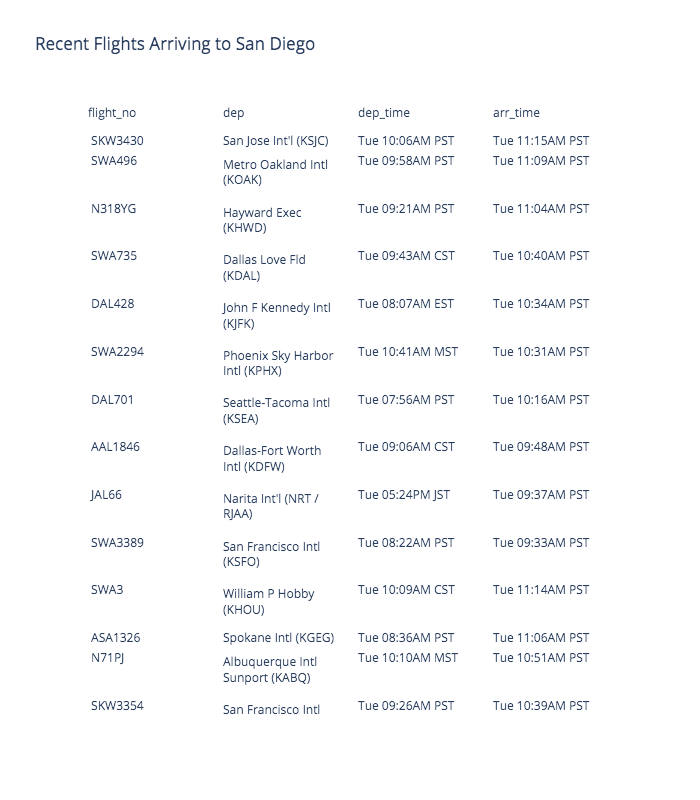 Recent Flights Arriving to San Diego
flight_no dep dep_time arr_time
SKW3430 San Jose Int'l (KSJC) Tue 10:06AM PST Tue 11:15AM PST
SWA496 Metro Oakland Intl Tue 09:58AM PST Tue 11:09AM PST
(KOAK)
N318YG Hayward Exec Tue 09:21AM PST Tue 11:04AM PST
(KHWD)
SWA735 Dallas Love Fld Tue 09:43AM CST Tue 10:40AM PST
(KDAL)
DAL428 John F Kennedy Intl Tue 08:07AM EST Tue 10:34AM PST
(KJFK)
SWA2294 Phoenix Sky Harbor Tue 10:41AM MST Tue 10:31AM PST
Intl (KPHX)
DAL701 Seattle-Tacoma Intl Tue 07:56AM PST Tue 10:16AM PST
(KSEA)
AAL1846 Dallas-Fort Worth Tue 09:06AM CST Tue 09:48AM PST
Intl (KDFW)
JAL66 Narita Int'l (NRT / Tue 05:24PM JST Tue 09:37AM PST
RJAA)
SWA3389 San Francisco Intl Tue 08:22AM PST Tue 09:33AM PST
(KSFO)
SWA3 William P Hobby Tue 10:09AM CST Tue 11:14AM PST
(KHOU)
ASA1326 Spokane Intl (KGEG) Tue 08:36AM PST Tue 11:06AM PST
N71PJ Albuquerque Intl Tue 10:10AM MST Tue 10:51AM PST
Sunport (KABQ)
SKW3354 San Francisco Intl Tue 09:26AM PST Tue 10:39AM PST